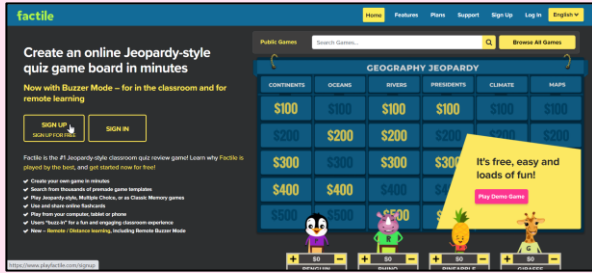 factile
Home Features Plans Support Sign Up Log In English
Create an online Jeopardy-style
quiz game board in minutes
Now with Buzzer Mode – for in the classroom and for
remote learning
SIGN UP
SIGN UP FOR FREE
SIGN IN
Factile is the #1 Jeopardy-style classroom quiz review game! Learn why Factile is
played by the best, and get started now for free!
Create your own game in minutes
Search from thousands of premade game templates
Play Jeopardy-style, Multiple Choice, or as Classic Memory games
Use and share online flashcards
Play from your computer, tablet or phone
Users "buzz-in" for a fun and engaging classroom experience
New – Remote / Distance learning, including Remote Buzzer Mode
https://www.playfactile.com/signup
Public Games Search Games... Browse All Games
GEOGRAPHY JEOPARDY
CONTINENTS OCEANS RIVERS PRESIDENTS CLIMATE MAPS
$100 $100 $100 $100 $100 $100
$200 $200 $200 $200 $200 $200
$300 $300 $300 $300
$400 $400 $400 $400
$500 $500 $500
It's free, easy and
loads of fun!
Play Demo Game
R
G
+ $0 – + $0 – + $0 – + $0 –
PENGUIN RHINO PINEAPPLE GIRAFFE